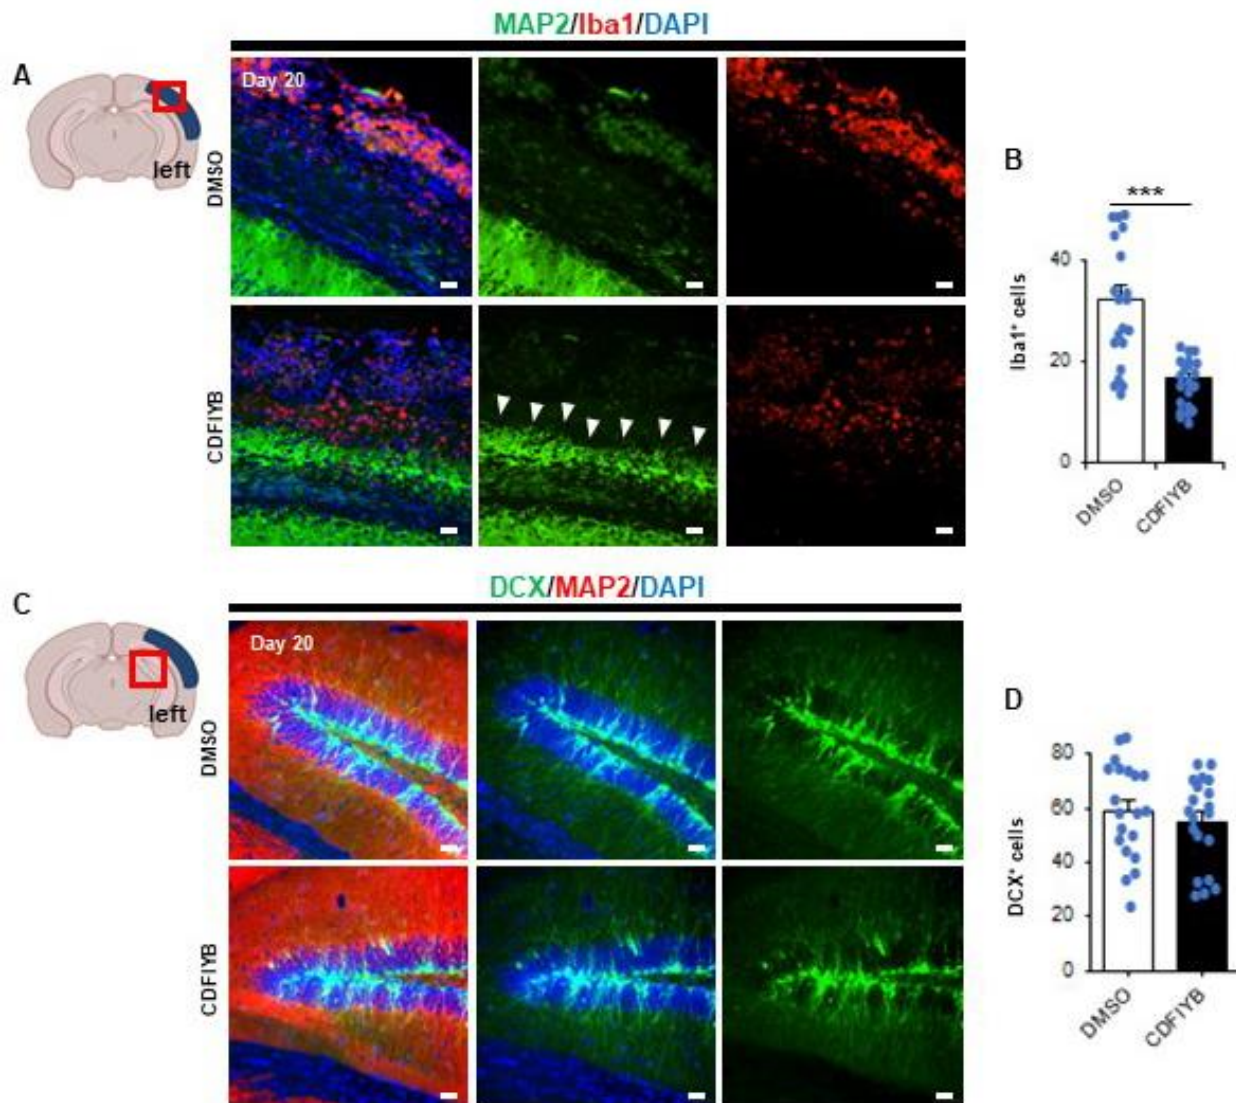 MAP2/Iba1/DAPI
A
left
Day 20
DMSO
CDFIYB
B
***
Iba1⁺ cells
40
20
0
DMSO
CDFIYB
DCX/MAP2/DAPI
C
left
Day 20
DMSO
CDFIYB
D
DCX⁺ cells
80
60
40
20
0
DMSO
CDFIYB